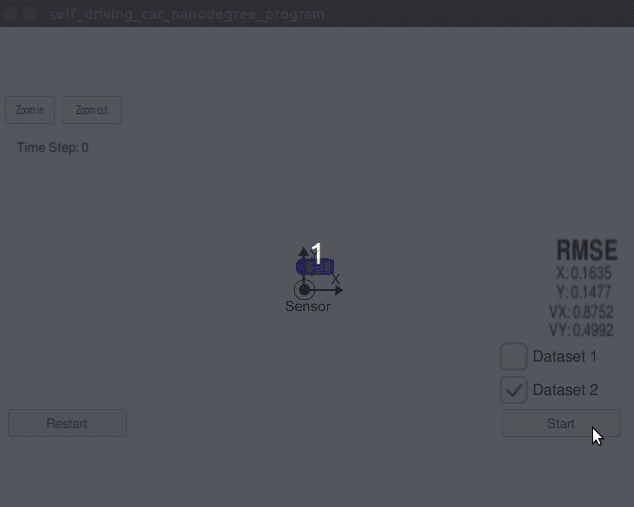 self_driving_car_nanodegree_program
Zoom in
Zoom out
Time Step: 0
1
Y
X
Sensor
RMSE
X: 0.1635
Y: 0.1477
VX: 0.8752
VY: 0.4992
Dataset 1
Dataset 2
Restart
Start